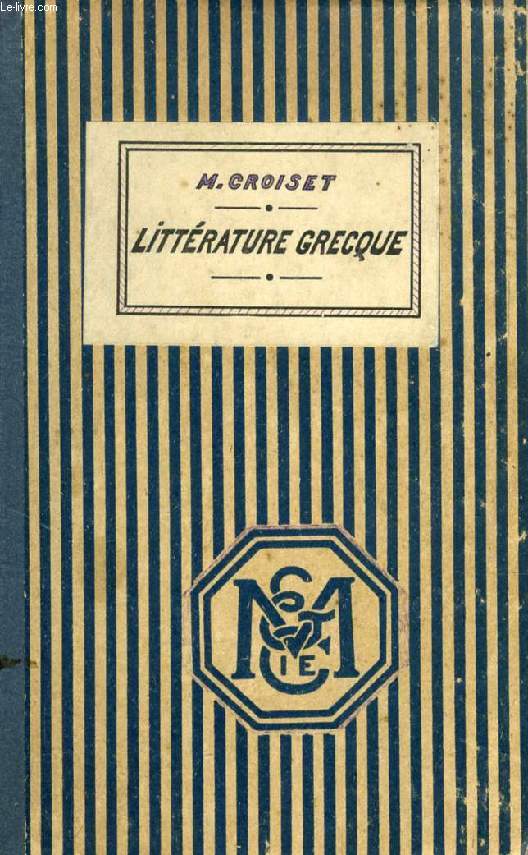 Le-livre.com
M. CROISET
LITTÉRATURE GRECQUE